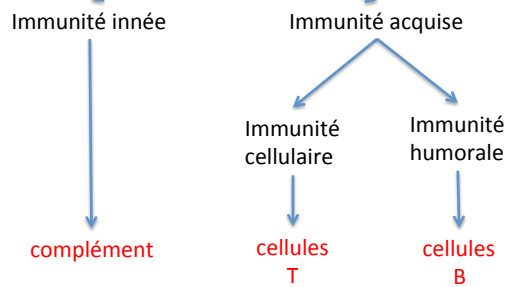 Immunité innée
Immunité acquise
Immunité
cellulaire
Immunité
humorale
complément
cellules
T
cellules
B